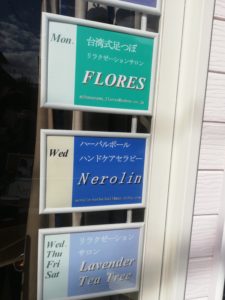 Mon.
台湾式足つぼ
リラクゼーションサロン
FLORES
Wed
ハーバルボール
ハンドケアセラピー
Nerolin
Wed.
Thu
Fri
Sat
リラクゼーション
サロン
Lavender
Tea Tree